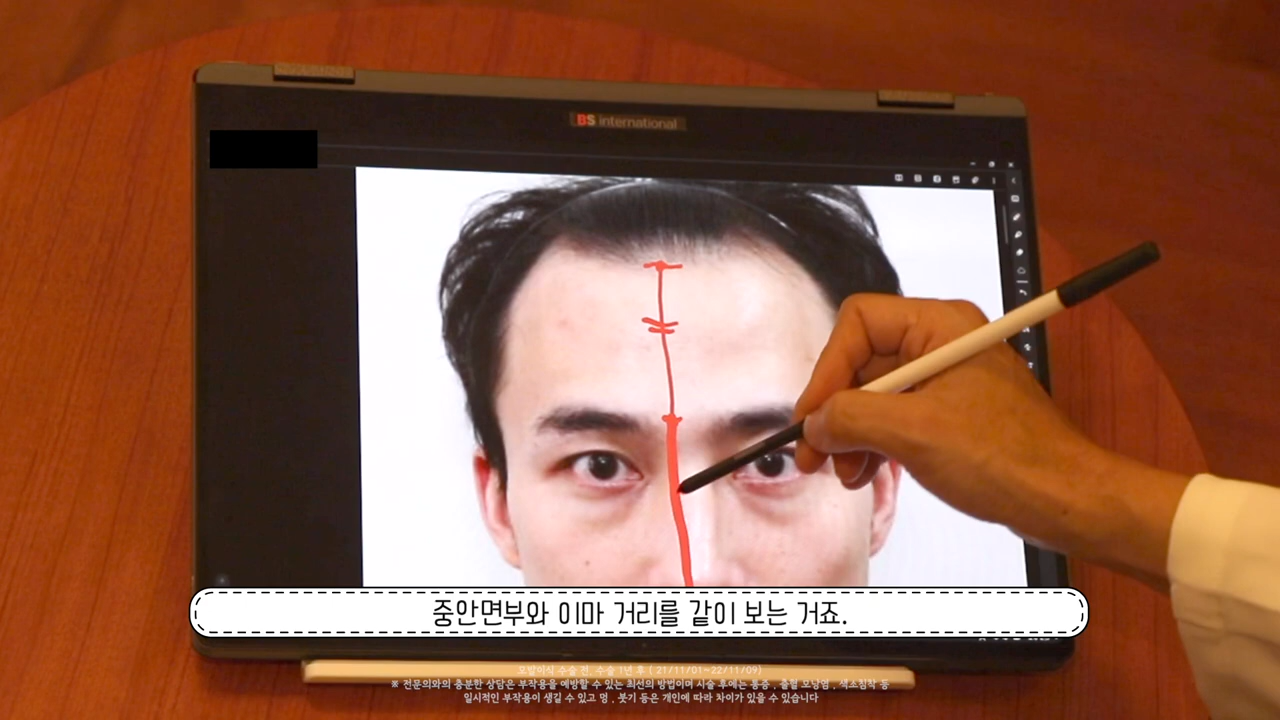 BS international
중안면부와 이마 거리를 같이 보는 거죠.
모발이식 수술 전, 수술 1년 후 ( 21/11/01~22/11/09)
※ 전문의와의 충분한 상담은 부작용을 예방할 수 있는 최선의 방법이며 시술 후에는 통증 , 출혈 모낭염 , 색소침착 등
일시적인 부작용이 생길 수 있고 멍 , 붓기 등은 개인에 따라 차이가 있을 수 있습니다